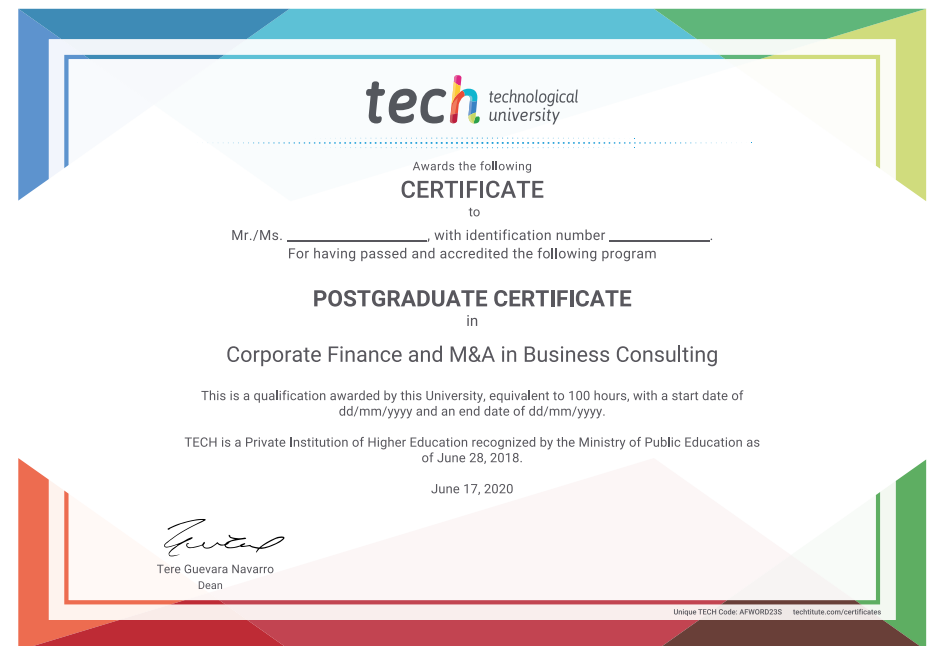 tech technological
university
Awards the following
CERTIFICATE
to
Mr./Ms. ____________________, with identification number ______________.
For having passed and accredited the following program
POSTGRADUATE CERTIFICATE
in
Corporate Finance and M&A in Business Consulting
This is a qualification awarded by this University, equivalent to 100 hours, with a start date of
dd/mm/yyyy and an end date of dd/mm/yyyy.
TECH is a Private Institution of Higher Education recognized by the Ministry of Public Education as
of June 28, 2018.
June 17, 2020
Tere Guevara Navarro
Dean
Unique TECH Code: AFWORD23S techtitute.com/certificates